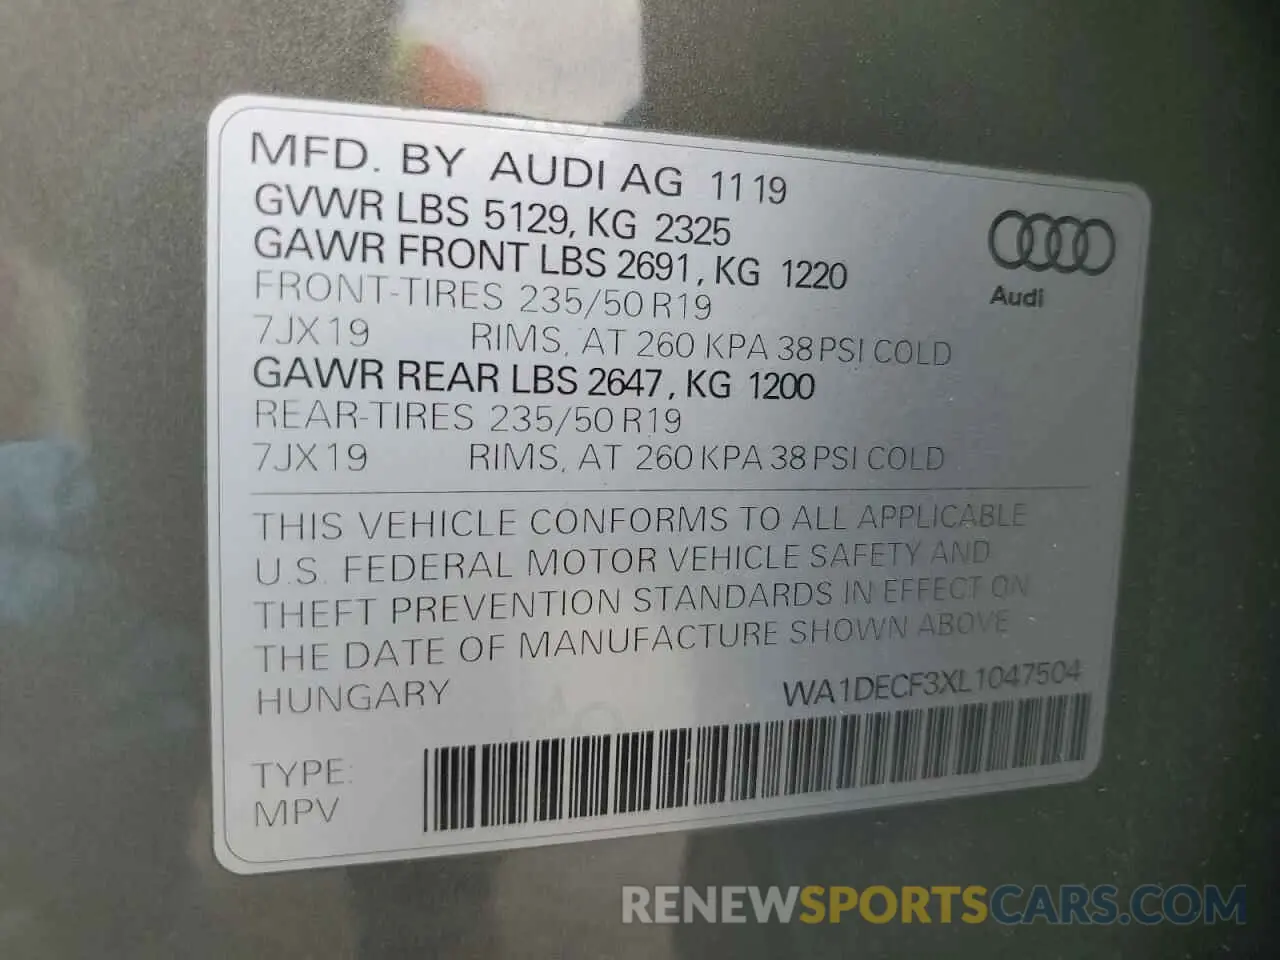 MFD. BY AUDI AG 11 19
GVWR LBS 5129, KG 2325
GAWR FRONT LBS 2691, KG 1220
FRONT-TIRES 235/50 R19
7JX19 RIMS, AT 260 KPA 38 PSI COLD
GAWR REAR LBS 2647, KG 1200
REAR-TIRES 235/50 R19
7JX19 RIMS, AT 260 KPA 38 PSI COLD
Audi
THIS VEHICLE CONFORMS TO ALL APPLICABLE
U.S. FEDERAL MOTOR VEHICLE SAFETY AND
THEFT PREVENTION STANDARDS IN EFFECT ON
THE DATE OF MANUFACTURE SHOWN ABOVE
HUNGARY WA1DECF3XL1047504
TYPE:
MPV
RENEWSPORTSCARS.COM